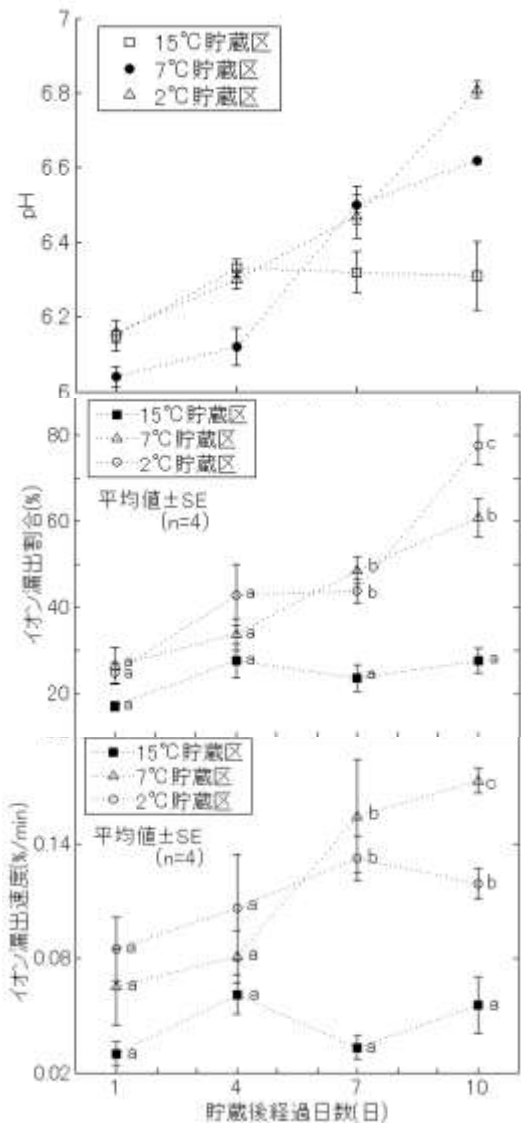 7
15℃貯蔵区
7℃貯蔵区
2℃貯蔵区
6.8
6.6
6.4
6.2
6
pH
15℃貯蔵区
7℃貯蔵区
2℃貯蔵区
平均値±SE
(n=4)
80
60
40
20
イオン漏出割合(%)
a
a
a
a
a
a
b
b
a
c
b
a
15℃貯蔵区
7℃貯蔵区
2℃貯蔵区
平均値±SE
(n=4)
0.14
0.08
0.02
イオン漏出速度(%/min)
a
a
a
a
a
a
b
b
a
c
b
a
1
4
7
10
貯蔵後経過日数(日)